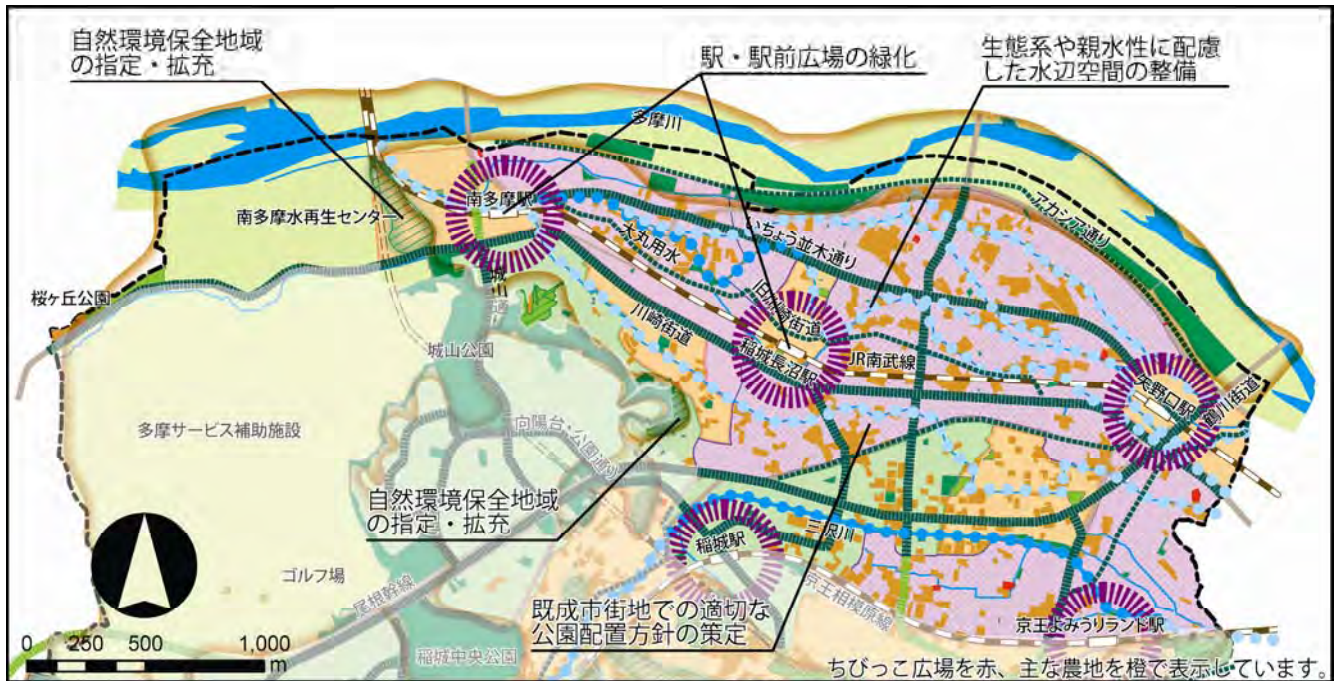 自然環境保全地域
の指定・拡充
駅・駅前広場の緑化
生態系や親水性に配慮
した水辺空間の整備
多摩川
南多摩駅
アカシア通り
南多摩水再生センター
いちょう並木通り
大丸用水
桜ヶ丘公園
川崎街道
城山公園
稲城長沼駅
JR南武線
矢野口駅
鶴川街道
多摩サービス補助施設
向陽台・公園通り
自然環境保全地域
の指定・拡充
三沢川
稲城駅
ゴルフ場
尾根幹線
京王相模原線
既成市街地での適切な
公園配置方針の策定
京王よみうりランド駅
稲城中央公園
0 250 500 1,000
m
ちびっこ広場を赤、主な農地を橙で表示しています。